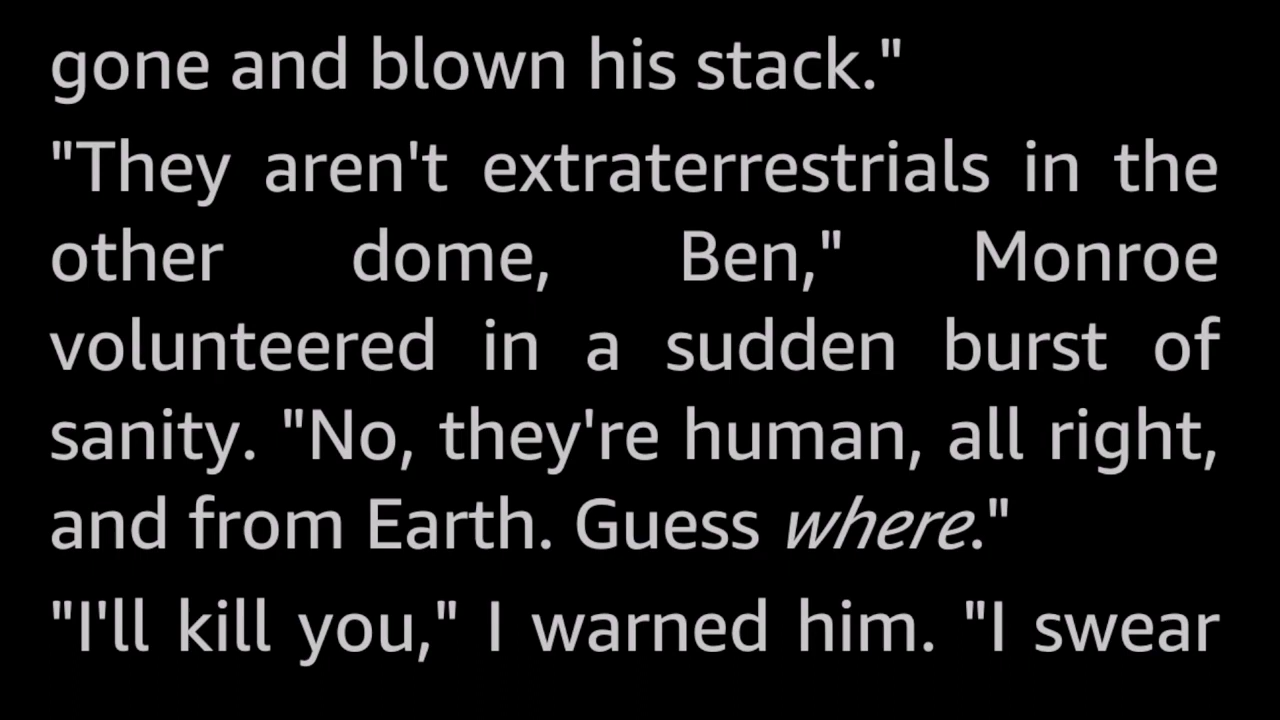 gone and blown his stack."
"They aren't extraterrestrials in the
other dome, Ben," Monroe
volunteered in a sudden burst of
sanity. "No, they're human, all right,
and from Earth. Guess where."
"I'll kill you," I warned him. "I swear